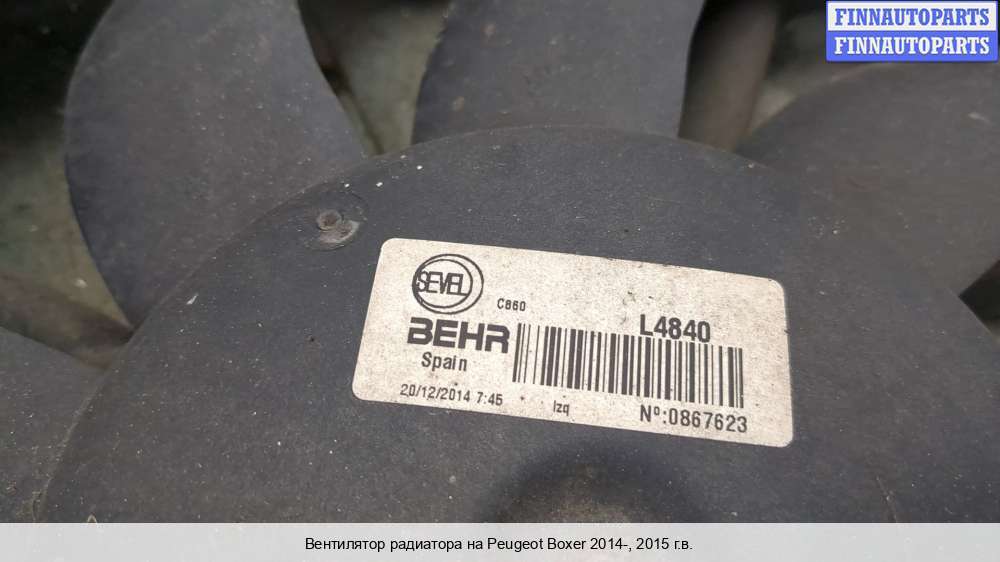 FINNAUTOPARTS
FINNAUTOPARTS
SEVEL
C860
L4840
BEHR
Spain
20/12/2014 7:45
Izq
Nº:0867623
Вентилятор радиатора на Peugeot Boxer 2014-, 2015 г.в.